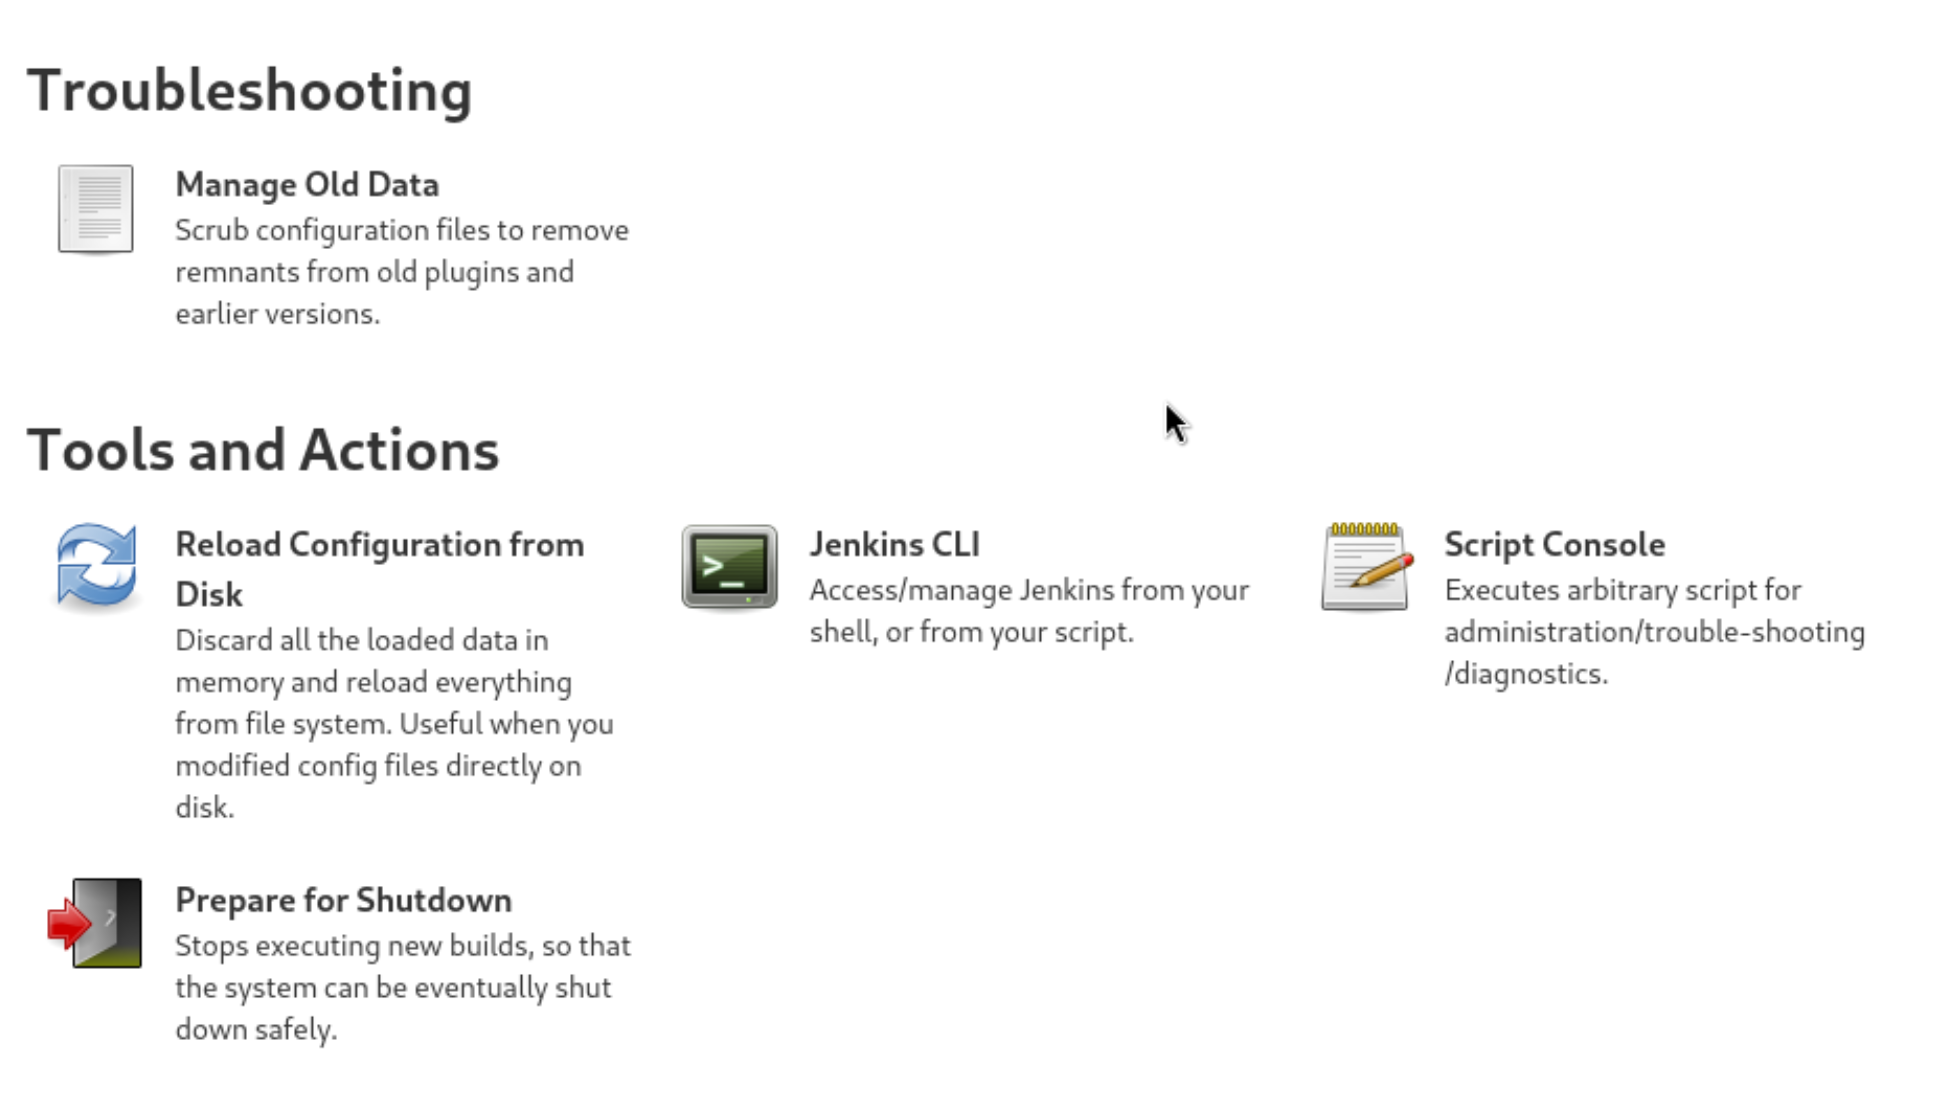 Troubleshooting
Manage Old Data
Scrub configuration files to remove
remnants from old plugins and
earlier versions.
Tools and Actions
Reload Configuration from
Disk
Discard all the loaded data in
memory and reload everything
from file system. Useful when you
modified config files directly on
disk.
>_
Jenkins CLI
Access/manage Jenkins from your
shell, or from your script.
Script Console
Executes arbitrary script for
administration/trouble-shooting
/diagnostics.
Prepare for Shutdown
Stops executing new builds, so that
the system can be eventually shut
down safely.